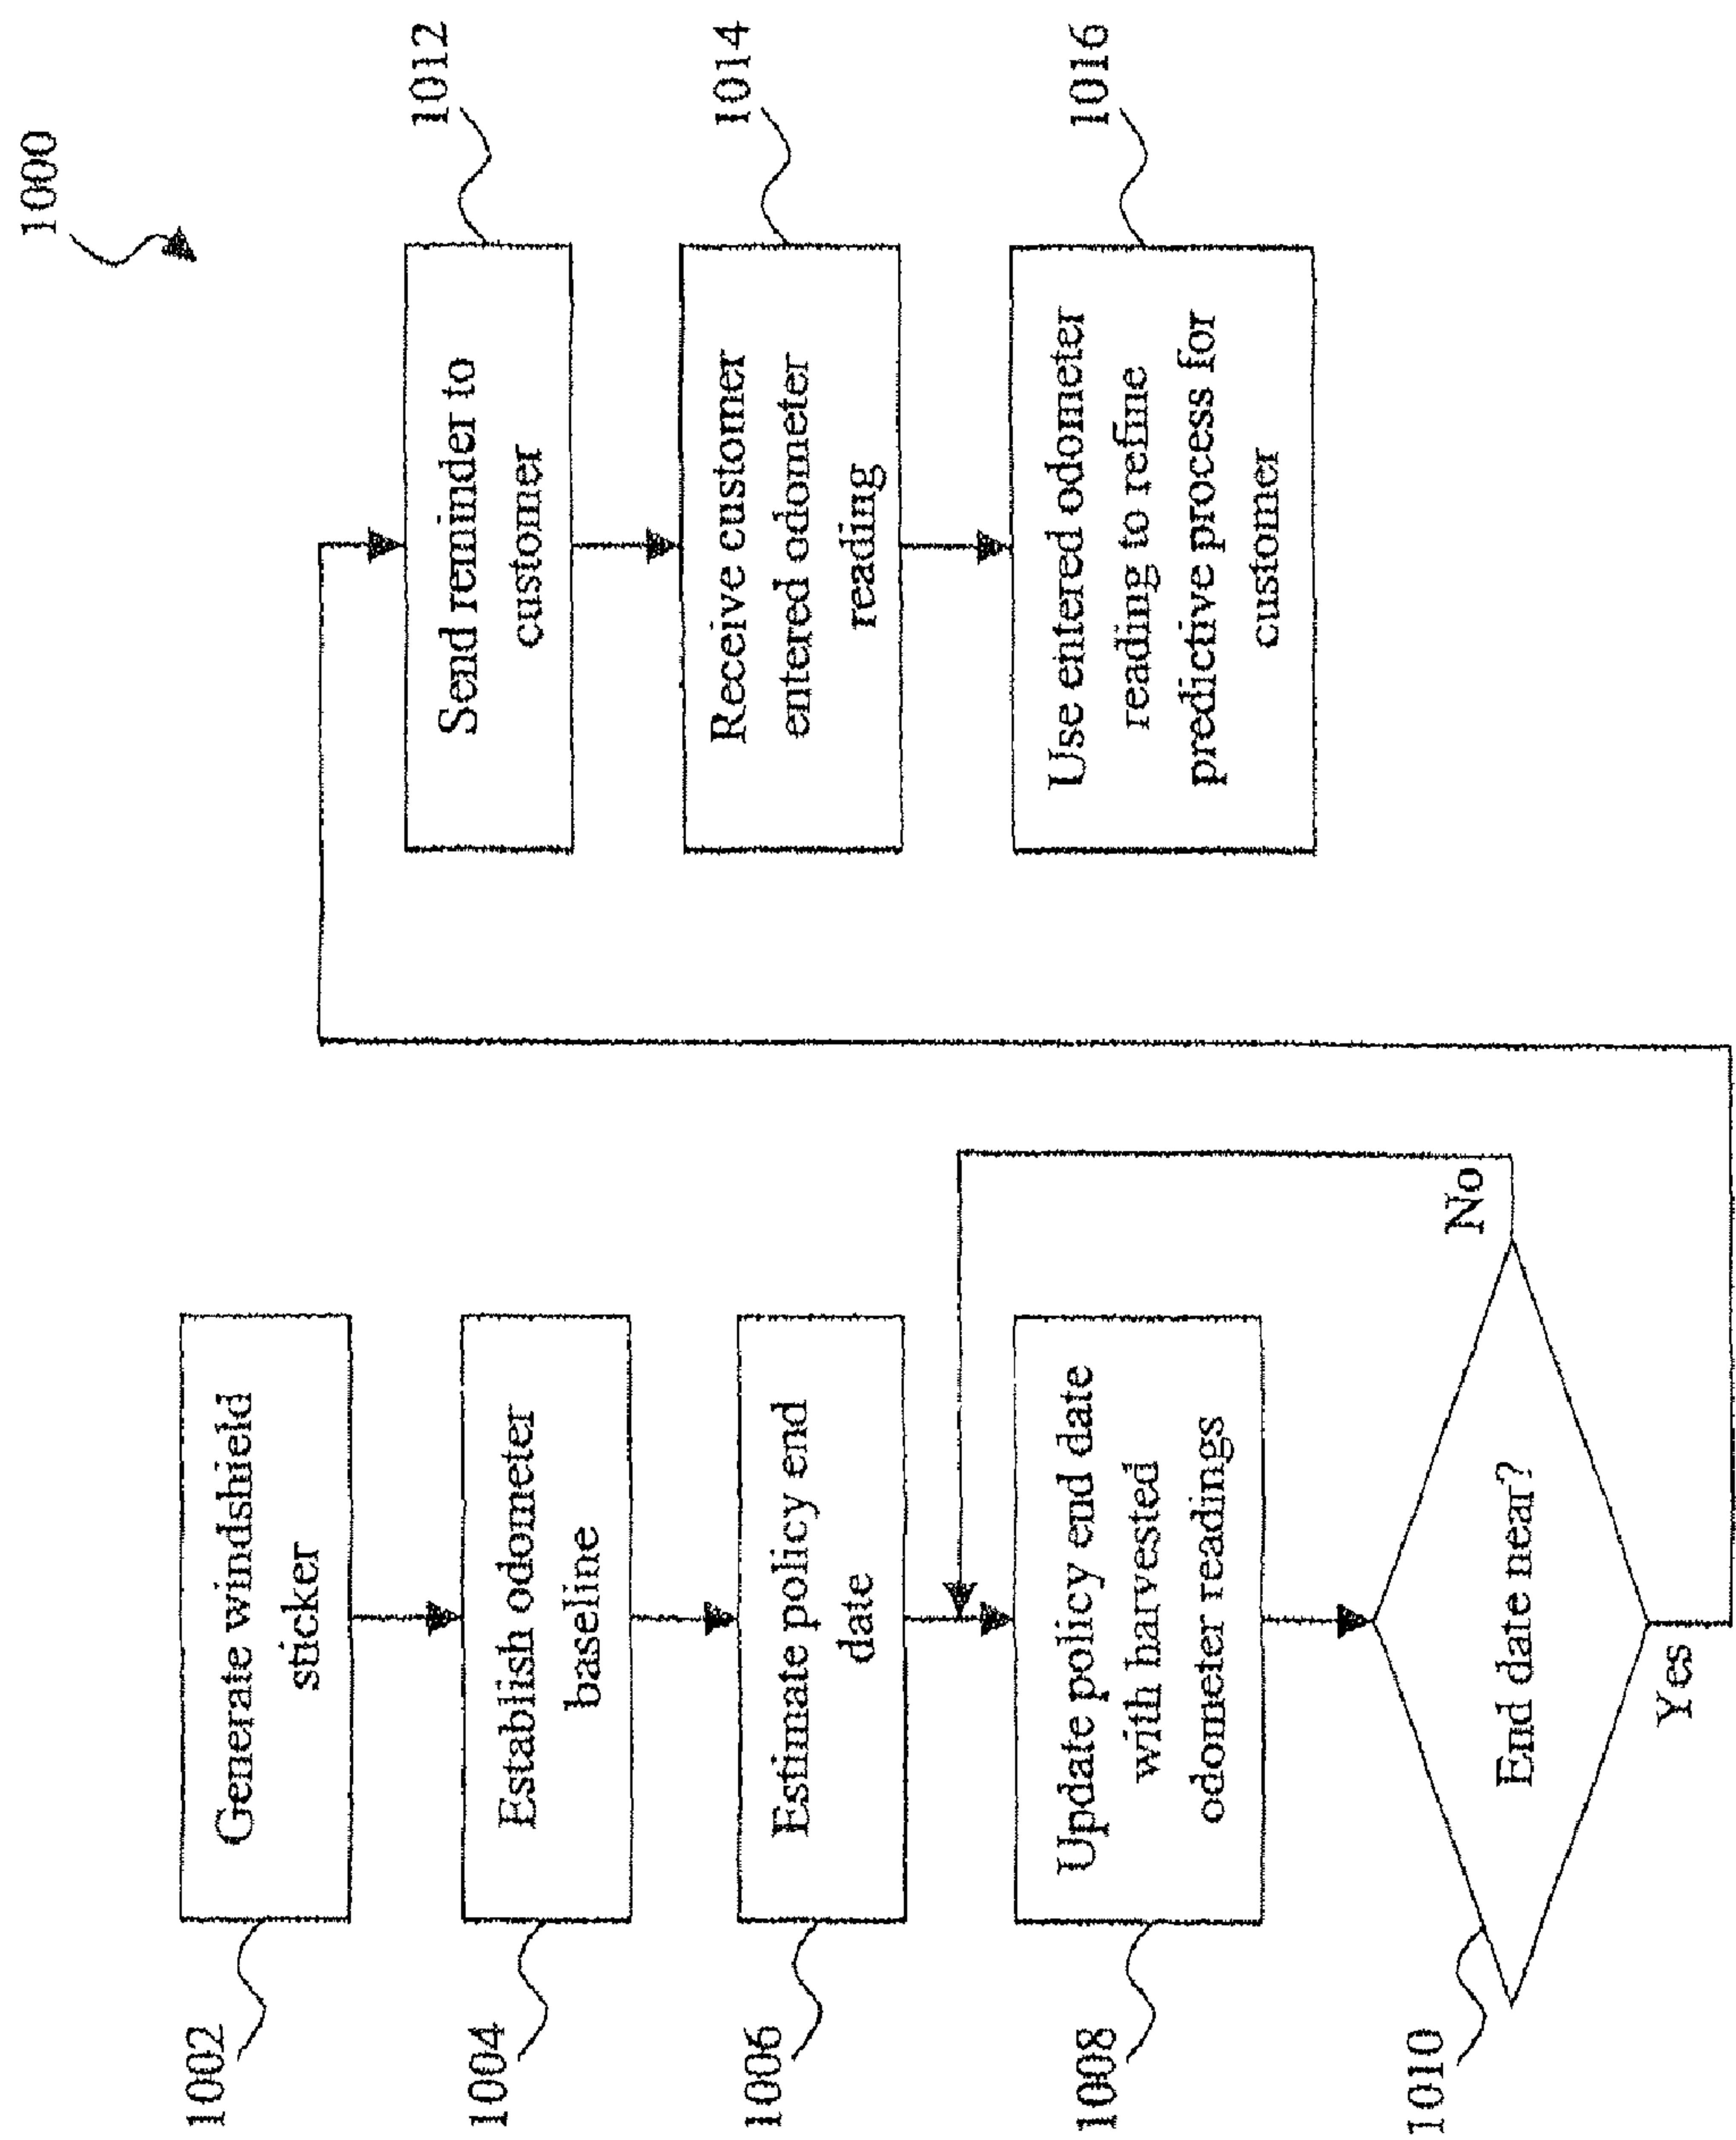 1000
1002
Generate windshield
sticker
1004
Establish odometer
baseline
1006
Estimate policy end
date
1008
Update policy end date
with harvested
odometer readings
1010
End date near?
No
Yes
1012
Send reminder to
customer
1014
Receive customer
entered odometer
reading
1016
Use entered odometer
reading to refine
predictive process for
customer